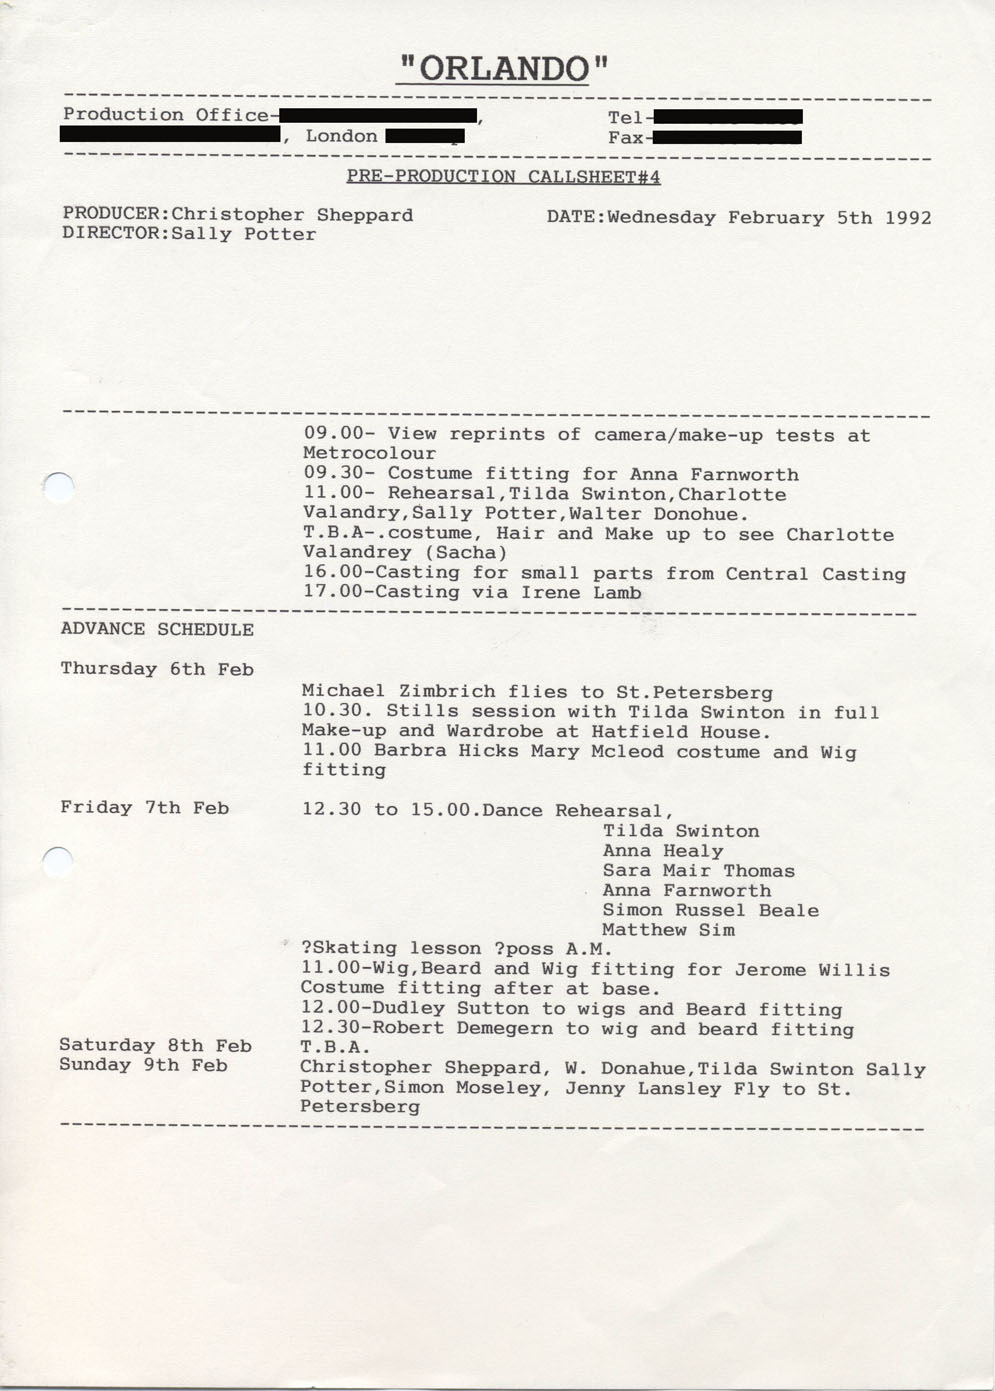 "ORLANDO"
Production Office-
, London
Tel-
Fax-
PRE-PRODUCTION CALLSHEET#4
PRODUCER:Christopher Sheppard
DATE:Wednesday February 5th 1992
DIRECTOR:Sally Potter
09.00- View reprints of camera/make-up tests at
Metrocolour
09.30- Costume fitting for Anna Farnworth
11.00- Rehearsal,Tilda Swinton,Charlotte
Valandry,Sally Potter,Walter Donohue.
T.B.A-.costume, Hair and Make up to see Charlotte
Valandrey (Sacha)
16.00-Casting for small parts from Central Casting
17.00-Casting via Irene Lamb
ADVANCE SCHEDULE
Thursday 6th Feb
Michael Zimbrich flies to St.Petersberg
10.30. Stills session with Tilda Swinton in full
Make-up and Wardrobe at Hatfield House.
11.00 Barbra Hicks Mary Mcleod costume and Wig
fitting
Friday 7th Feb 12.30 to 15.00.Dance Rehearsal,
Tilda Swinton
Anna Healy
Sara Mair Thomas
Anna Farnworth
Simon Russel Beale
Matthew Sim
?Skating lesson ?poss A.M.
11.00-Wig,Beard and Wig fitting for Jerome Willis
Costume fitting after at base.
12.00-Dudley Sutton to wigs and Beard fitting
12.30-Robert Demegern to wig and beard fitting
Saturday 8th Feb T.B.A.
Sunday 9th Feb Christopher Sheppard, W. Donahue,Tilda Swinton Sally
Potter,Simon Moseley, Jenny Lansley Fly to St.
Petersberg